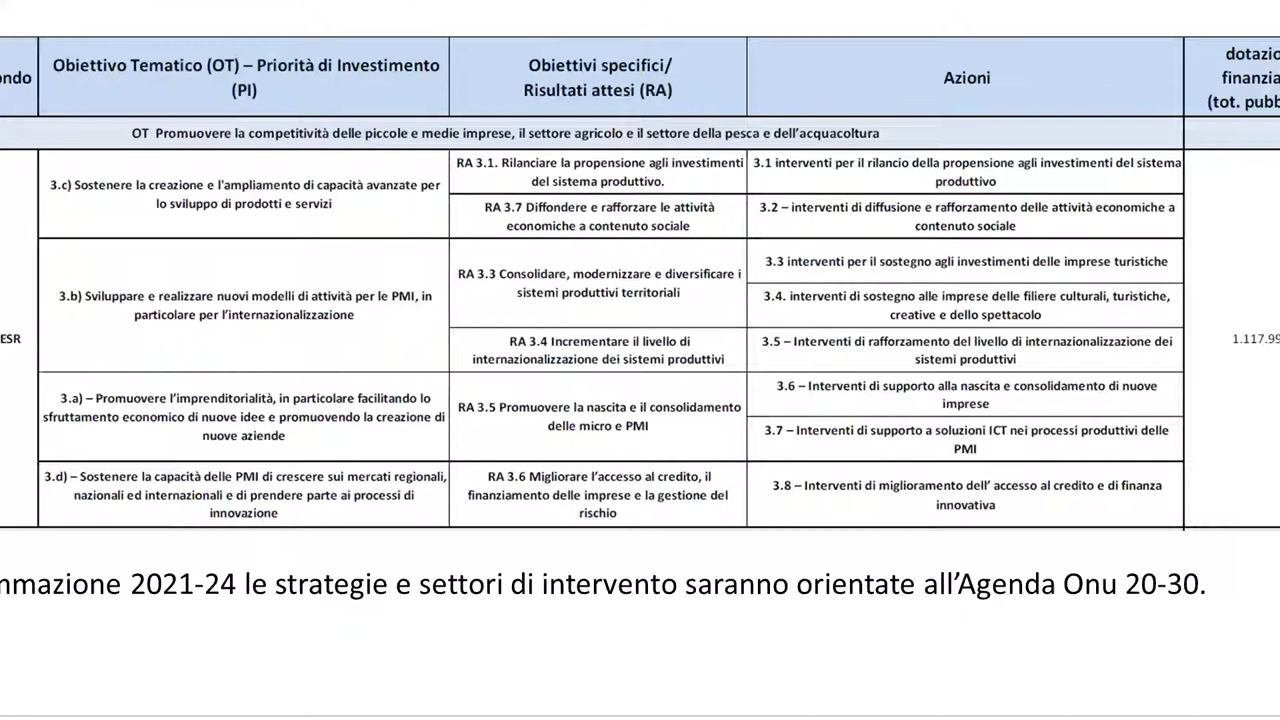 Obiettivo Tematico (OT) – Priorità di Investimento
(PI)
Obiettivi specifici/
Risultati attesi (RA)
Azioni
(tot.
OT Promuovere la competitività delle piccole e medie imprese, il settore agricolo e il settore della pesca e dell'acquacoltura
3.c) Sostenere la creazione e l'ampliamento di capacità avanzate per
lo sviluppo di prodotti e servizi
RA 3.1. Rilanciare la propensione agli investimenti
del sistema produttivo.
3.1 interventi per il rilancio della propensione agli investimenti del sistema
produttivo
RA 3.7 Diffondere e rafforzare le attività
economiche a contenuto sociale
3.2 – interventi di diffusione e rafforzamento delle attività economiche a
contenuto sociale
3.b) Sviluppare e realizzare nuovi modelli di attività per le PMI, in
particolare per l'internazionalizzazione
RA 3.3 Consolidare, modernizzare e diversificare i
sistemi produttivi territoriali
3.3 interventi per il sostegno agli investimenti delle imprese turistiche
3.4. interventi di sostegno alle imprese delle filiere culturali, turistiche,
creative e dello spettacolo
RA 3.4 Incrementare il livello di
internazionalizzazione dei sistemi produttivi
3.5 – Interventi di rafforzamento del livello di internazionalizzazione dei
sistemi produttivi
3.a) – Promuovere l'imprenditorialità, in particolare facilitando lo
sfruttamento economico di nuove idee e promuovendo la creazione di
nuove aziende
RA 3.5 Promuovere la nascita e il consolidamento
delle micro e PMI
3.6 – Interventi di supporto alla nascita e consolidamento di nuove
imprese
3.7 – Interventi di supporto a soluzioni ICT nei processi produttivi delle
PMI
3.d) – Sostenere la capacità delle PMI di crescere sui mercati regionali,
nazionali ed internazionali e di prendere parte ai processi di
innovazione
RA 3.6 Migliorare l'accesso al credito, il
finanziamento delle imprese e la gestione del
rischio
3.8 – Interventi di miglioramento dell' accesso al credito e di finanza
innovativa
2021-24 le strategie e settori di intervento saranno orientate all'Agenda Onu 20-30.